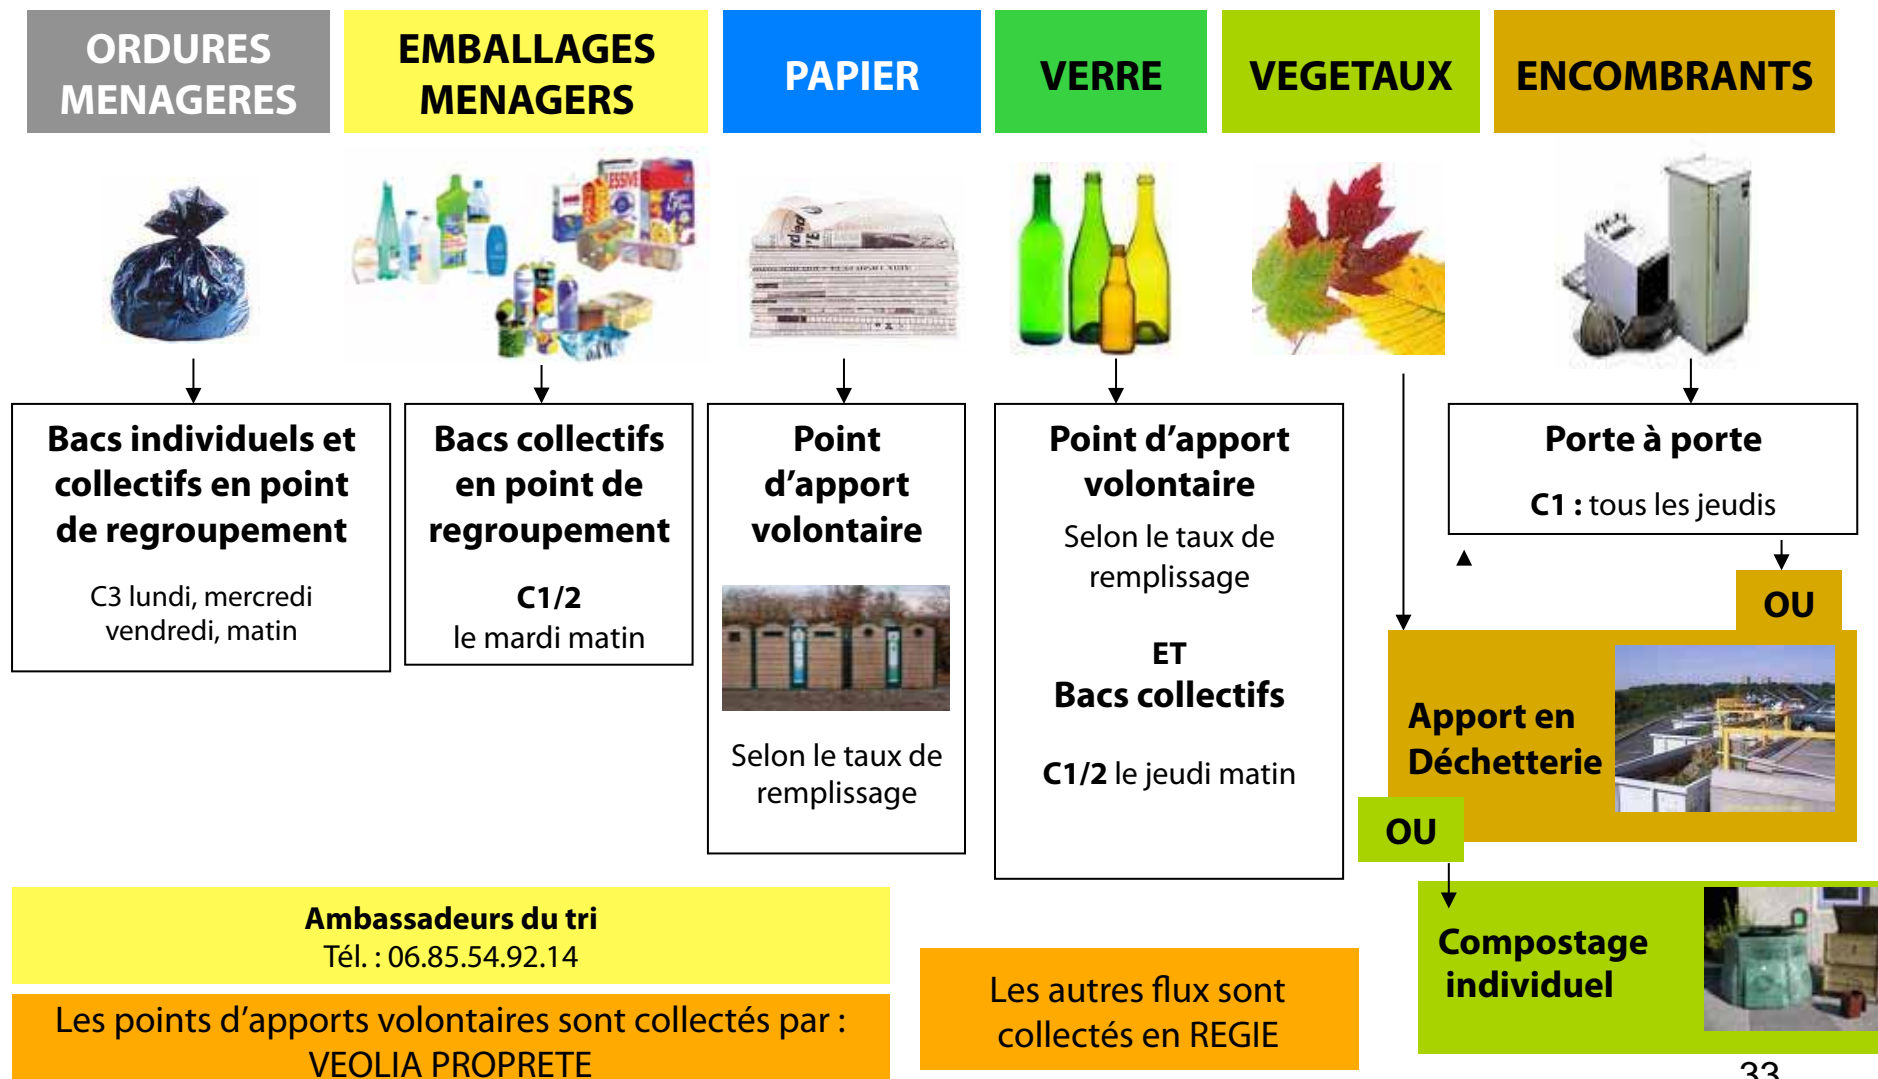 ORDURES
MENAGERES
EMBALLAGES
MENAGERS
PAPIER
VERRE
VEGETAUX
ENCOMBRANTS
ESSIVE
Bacs individuels et
collectifs en point
de regroupement
C3 lundi, mercredi
vendredi, matin
Bacs collectifs
en point de
regroupement
C1/2
le mardi matin
Point
d’apport
volontaire
Selon le taux de
remplissage
Point d’apport
volontaire
Selon le taux de
remplissage
ET
Bacs collectifs
C1/2 le jeudi matin
Porte à porte
C1 : tous les jeudis
OU
Apport en
Déchetterie
OU
Compostage
individuel
Ambassadeurs du tri
Tél. : 06.85.54.92.14
Les points d’apports volontaires sont collectés par :
VEOLIA PROPRETE
Les autres flux sont
collectés en REGIE
33